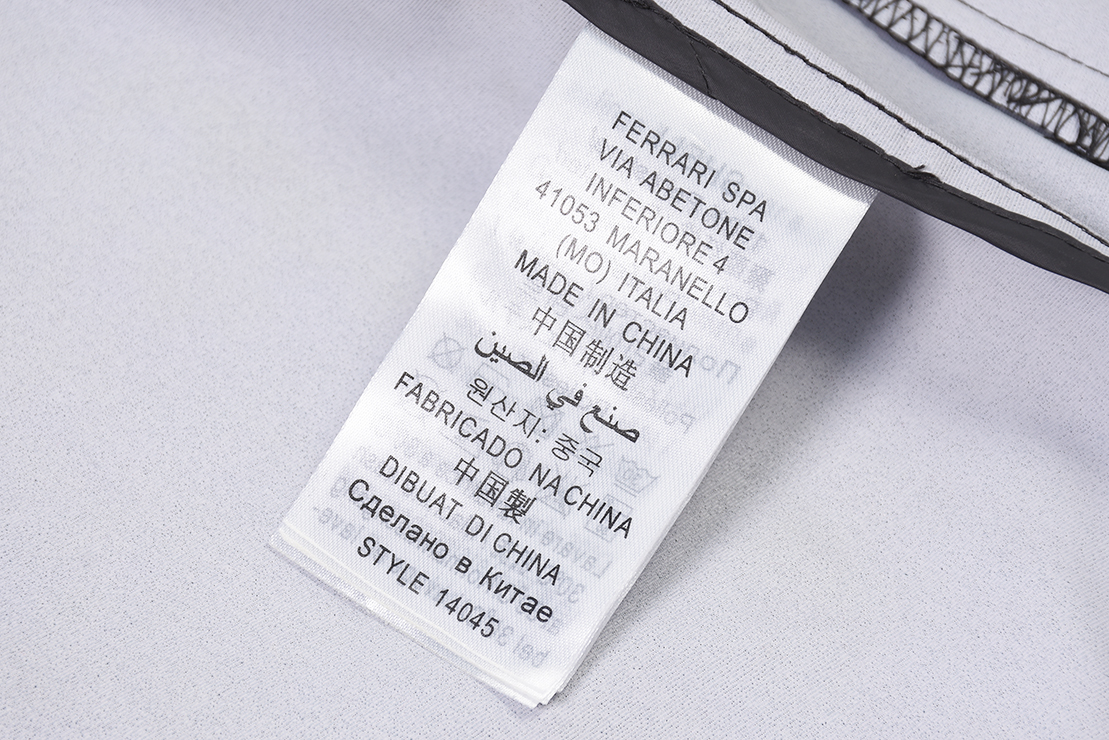 FERRARI SPA
VIA ABETONE
INFERIORE 4
41053 MARANELLO
(MO) ITALIA
MADE IN CHINA
中国制造
صنع في الصين
원산지: 중국
FABRICADO NA CHINA
中国製
DIBUAT DI CHINA
Сделано в Китае
STYLE 14045